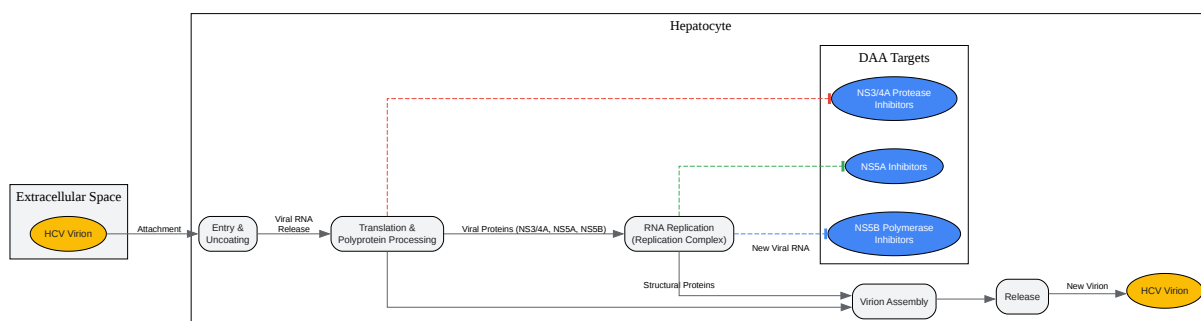 Hepatocyte
DAA Targets
NS3/4A Protease
Inhibitors
NS5A Inhibitors
Extracellular Space
HCV Virion
Attachment
Entry &
Uncoating
Viral RNA
Release
Translation &
Polyprotein Processing
Viral Proteins (NS3/4A, NS5A, NS5B)
RNA Replication
(Replication Complex)
New Viral RNA
NS5B Polymerase
Inhibitors
Structural Proteins
Virion Assembly
Release
New Virion
HCV Virion